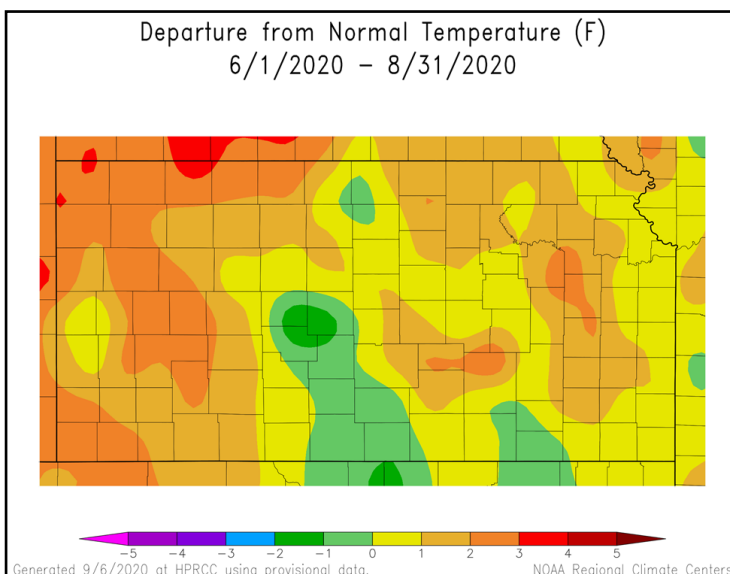 Departure from Normal Temperature (F)
6/1/2020 – 8/31/2020
-5 -4 -3 -2 -1 0 1 2 3 4 5
Generated 9/6/2020 at HPRCC using provisional data.
NOAA Regional Climate Centers